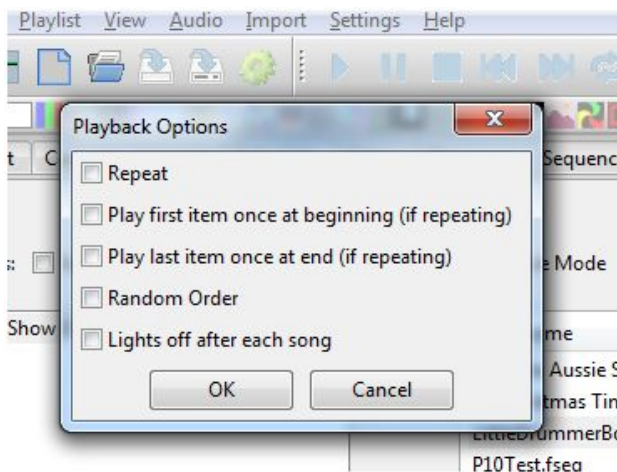 Playlist View Audio Import Settings Help
Playback Options
Repeat
Play first item once at beginning (if repeating)
Play last item once at end (if repeating)
Random Order
Lights off after each song
OK Cancel
t C
Sequenc
s:
e Mode
Show
me
Aussie S
tmas Tin
LittleDrummerBo
P10Test.fseq